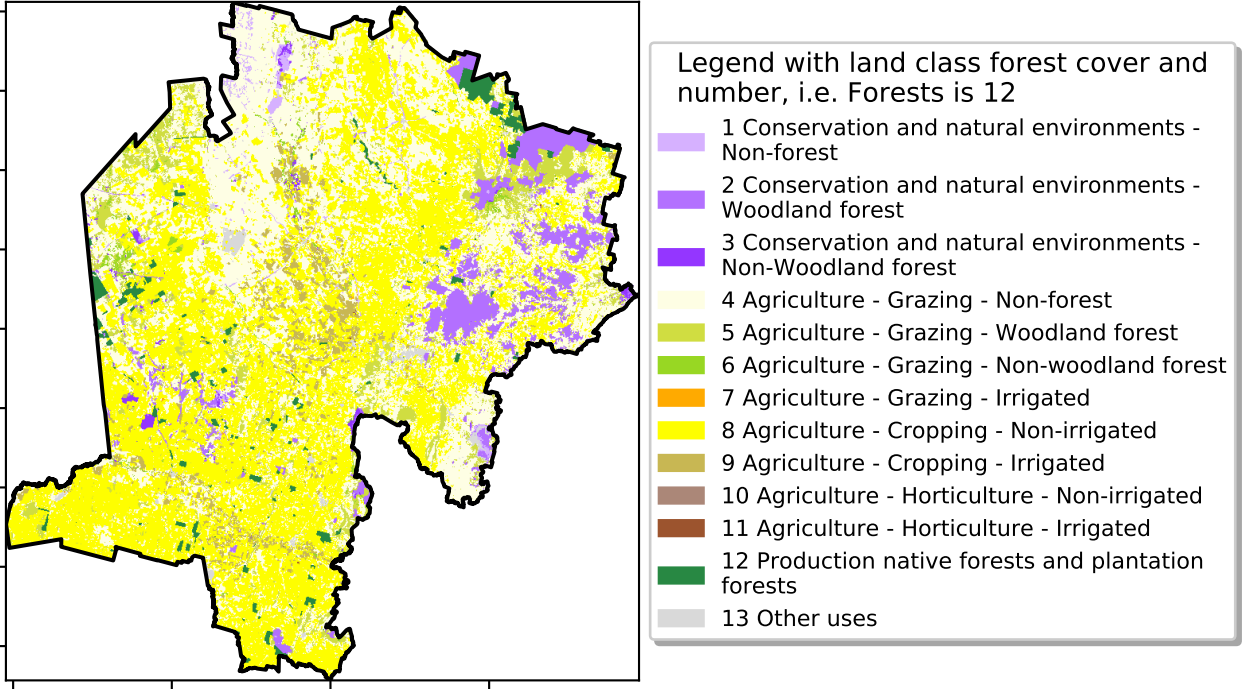 Legend with land class forest cover and
number, i.e. Forests is 12
1 Conservation and natural environments -
Non-forest
2 Conservation and natural environments -
Woodland forest
3 Conservation and natural environments -
Non-Woodland forest
4 Agriculture - Grazing - Non-forest
5 Agriculture - Grazing - Woodland forest
6 Agriculture - Grazing - Non-woodland forest
7 Agriculture - Grazing - Irrigated
8 Agriculture - Cropping - Non-irrigated
9 Agriculture - Cropping - Irrigated
10 Agriculture - Horticulture - Non-irrigated
11 Agriculture - Horticulture - Irrigated
12 Production native forests and plantation
forests
13 Other uses